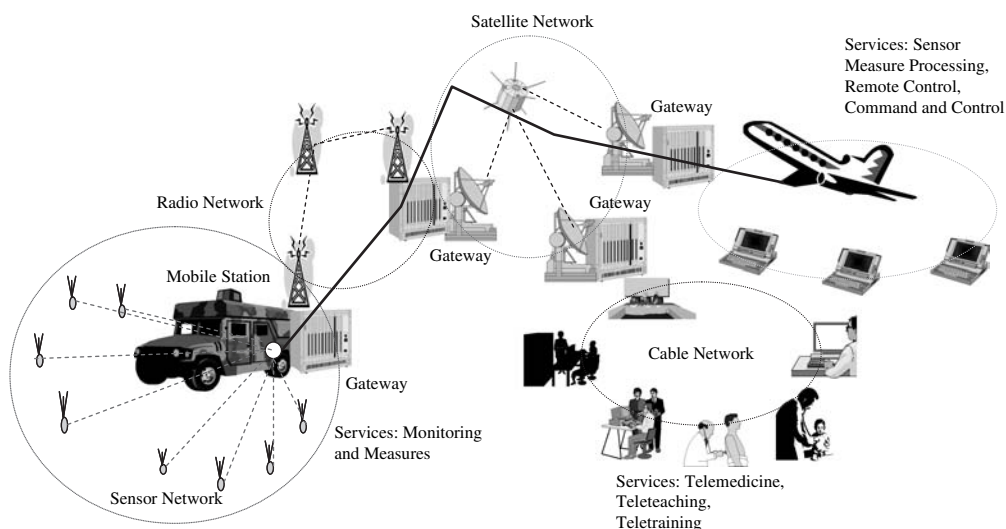 Satellite Network
Services: Sensor
Measure Processing,
Remote Control,
Command and Control
Gateway
Radio Network
Gateway
Gateway
Mobile Station
Cable Network
Gateway
Services: Monitoring
and Measures
Sensor Network
Services: Telemedicine,
Teleteaching,
Teletraining